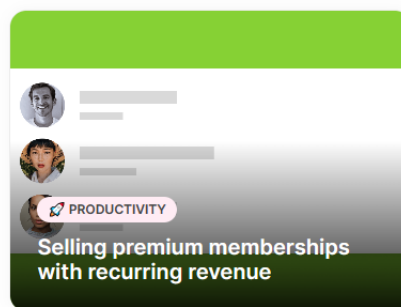 🚀 PRODUCTIVITY
Selling premium memberships
with recurring revenue